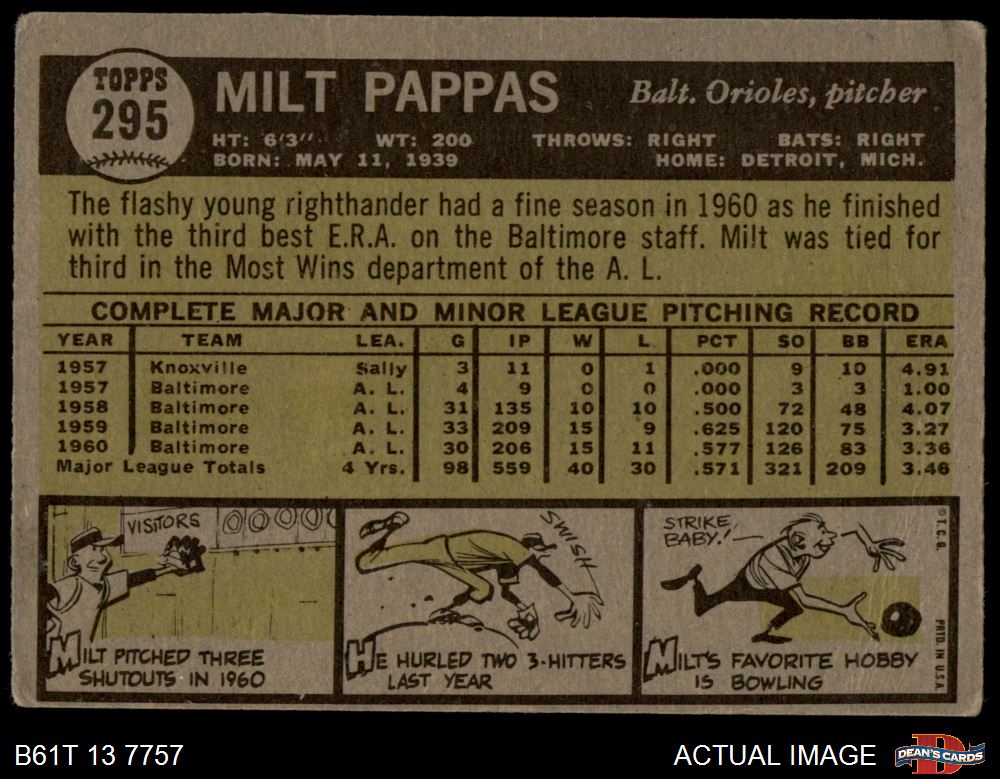 TOPPS
295
MILT PAPPAS
Balt. Orioles, pitcher
HT: 6'3" WT: 200 THROWS: RIGHT BATS: RIGHT
BORN: MAY 11, 1939 HOME: DETROIT, MICH.
The flashy young righthander had a fine season in 1960 as he finished
with the third best E.R.A. on the Baltimore staff. Milt was tied for
third in the Most Wins department of the A. L.
COMPLETE MAJOR AND MINOR LEAGUE PITCHING RECORD
YEAR TEAM LEA. G IP W L PCT SO BB ERA
1957 Knoxville Sally 3 11 0 1 .000 9 10 4.91
1957 Baltimore A. L. 4 9 0 0 .000 3 3 1.00
1958 Baltimore A. L. 31 135 10 10 .500 72 48 4.07
1959 Baltimore A. L. 33 209 15 9 .625 120 75 3.27
1960 Baltimore A. L. 30 206 15 11 .577 126 83 3.36
Major League Totals 4 Yrs. 98 559 40 30 .571 321 209 3.46
VISITORS
MILT PITCHED THREE
SHUTOUTS IN 1960
SWISH
HE HURLED TWO 3-HITTERS
LAST YEAR
STRIKE,
BABY!
MILT'S FAVORITE HOBBY
IS BOWLING
© T. C. G.
PRTD. IN U.S.A.
B61T 13 7757
ACTUAL IMAGE
DEAN'S CARDS